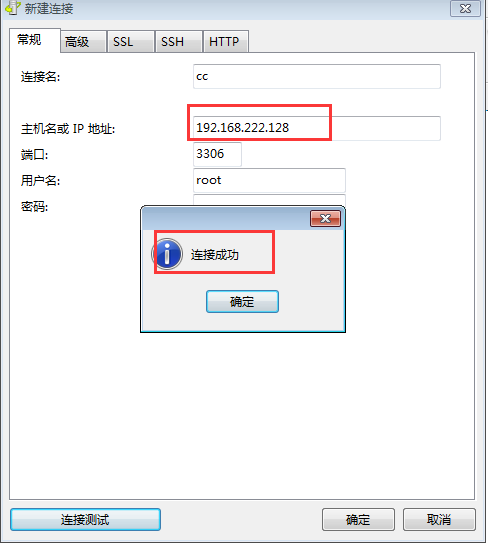 新建连接
常规 高级 SSL SSH HTTP
连接名: cc
主机名或 IP 地址: 192.168.222.128
端口: 3306
用户名: root
密码:
连接成功
确定
连接测试 确定 取消